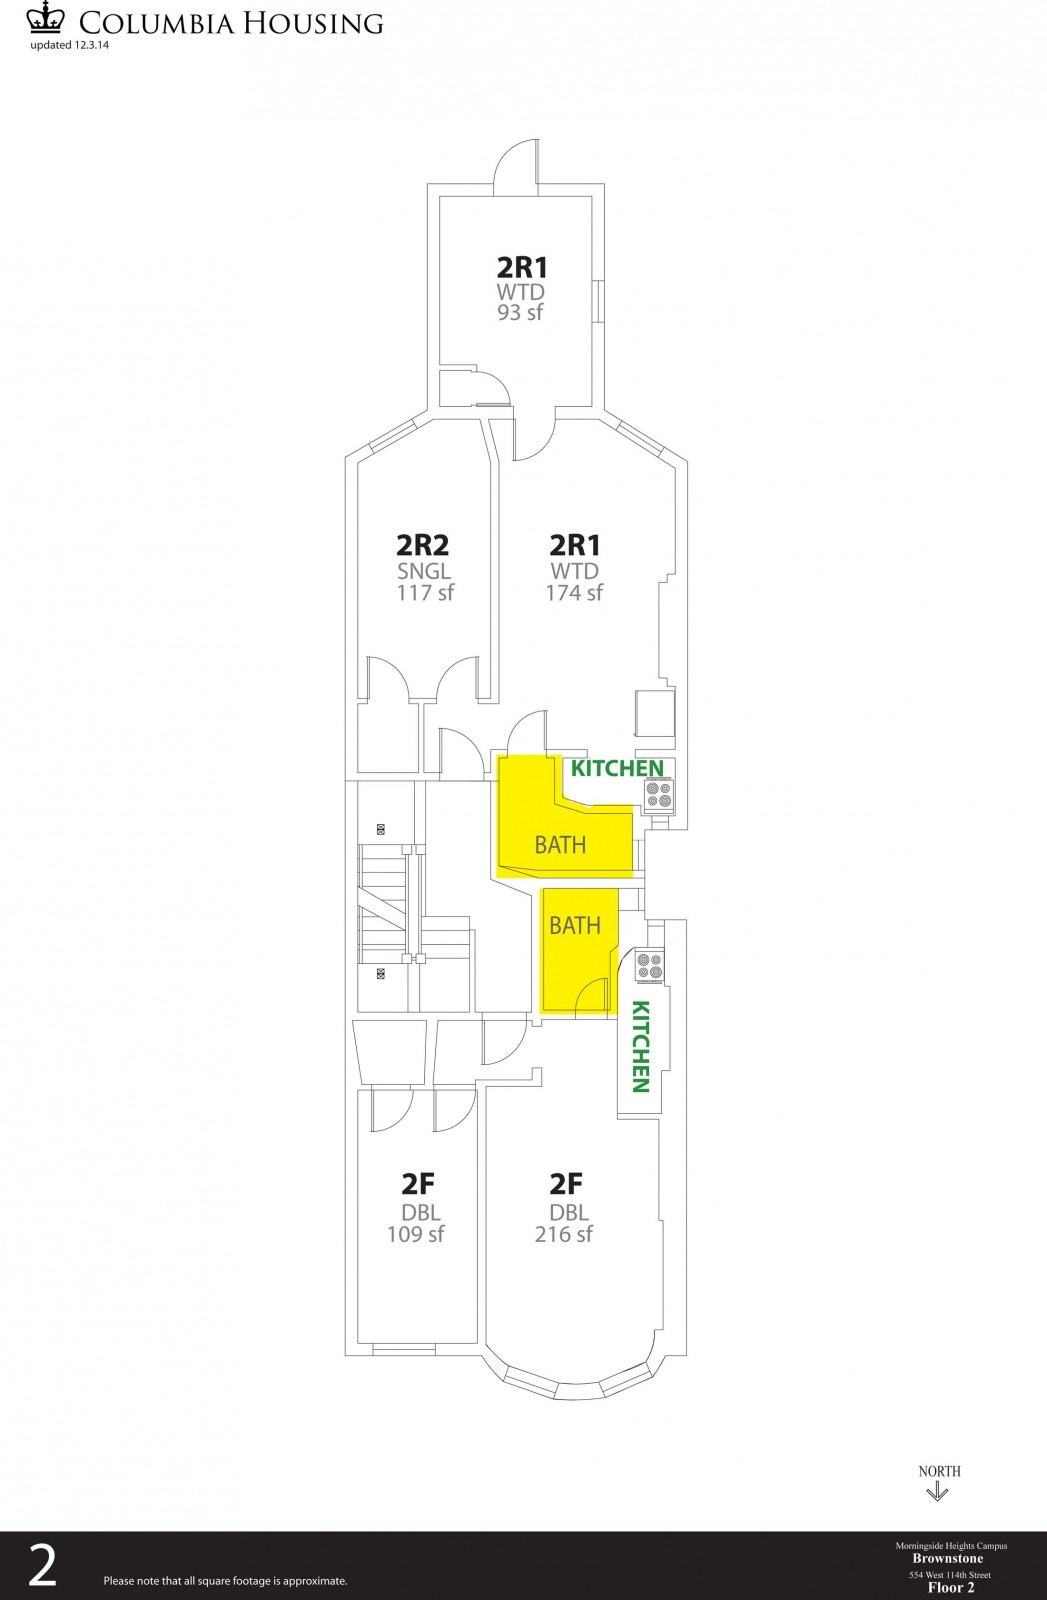 COLUMBIA HOUSING
updated 12.3.14
2R1
WTD
93 sf
2R2
SNGL
117 sf
2R1
WTD
174 sf
KITCHEN
BATH
BATH
KITCHEN
2F
DBL
109 sf
2F
DBL
216 sf
NORTH
2
Please note that all square footage is approximate.
Morningside Heights Campus
Brownstone
554 West 114th Street
Floor 2